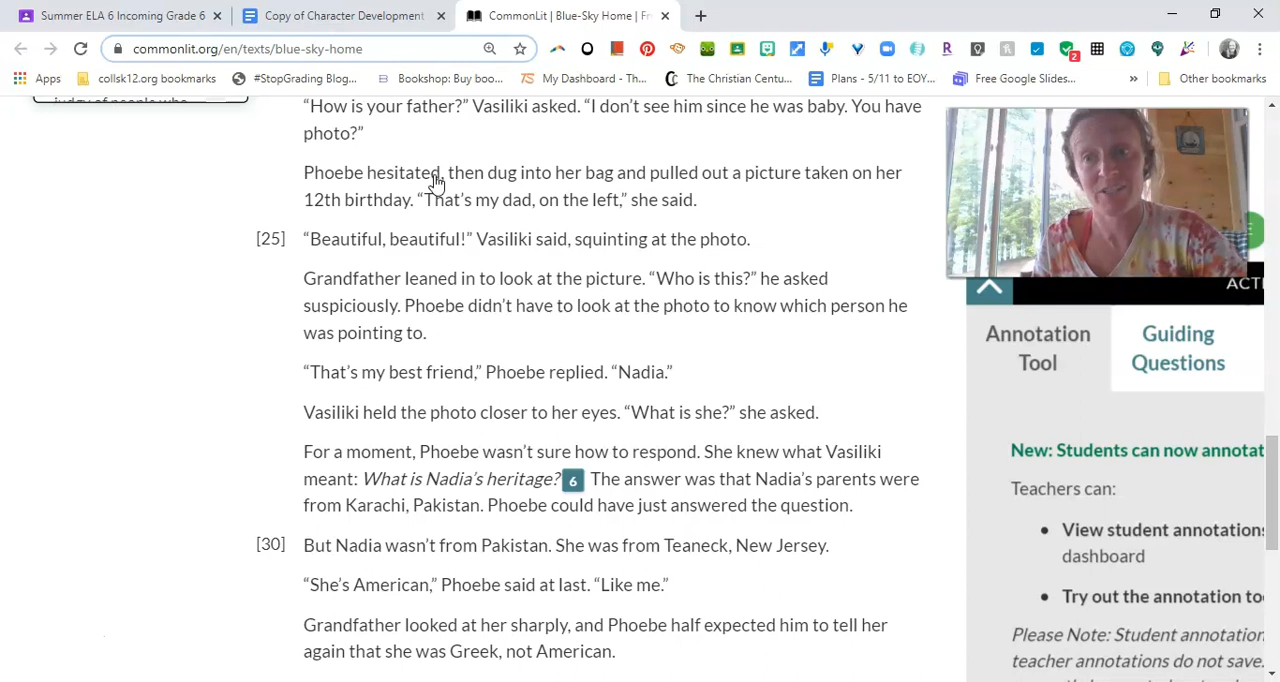 Summer ELA 6 Incoming Grade 6
Copy of Character Development
CommonLit | Blue-Sky Home | Fr
commonlit.org/en/texts/blue-sky-home
2
Apps collsk12.org bookmarks #StopGrading Blog... Bookshop: Buy boo... My Dashboard - Th... The Christian Centu... Plans - 5/11 to EOY... Free Google Slides... » Other bookmarks
judgy of people who
“How is your father?” Vasiliki asked. “I don’t see him since he was baby. You have
photo?”
Phoebe hesitated, then dug into her bag and pulled out a picture taken on her
12th birthday. “That’s my dad, on the left,” she said.
[25] “Beautiful, beautiful!” Vasiliki said, squinting at the photo.
Grandfather leaned in to look at the picture. “Who is this?” he asked
suspiciously. Phoebe didn’t have to look at the photo to know which person he
was pointing to.
“That’s my best friend,” Phoebe replied. “Nadia.”
Vasiliki held the photo closer to her eyes. “What is she?” she asked.
For a moment, Phoebe wasn’t sure how to respond. She knew what Vasiliki
meant: What is Nadia’s heritage? 6 The answer was that Nadia’s parents were
from Karachi, Pakistan. Phoebe could have just answered the question.
[30] But Nadia wasn’t from Pakistan. She was from Teaneck, New Jersey.
“She’s American,” Phoebe said at last. “Like me.”
Grandfather looked at her sharply, and Phoebe half expected him to tell her
again that she was Greek, not American.
ACTI
Annotation
Tool
Guiding
Questions
New: Students can now annotat
Teachers can:
• View student annotations
dashboard
• Try out the annotation to
Please Note: Student annotation
teacher annotations do not save.